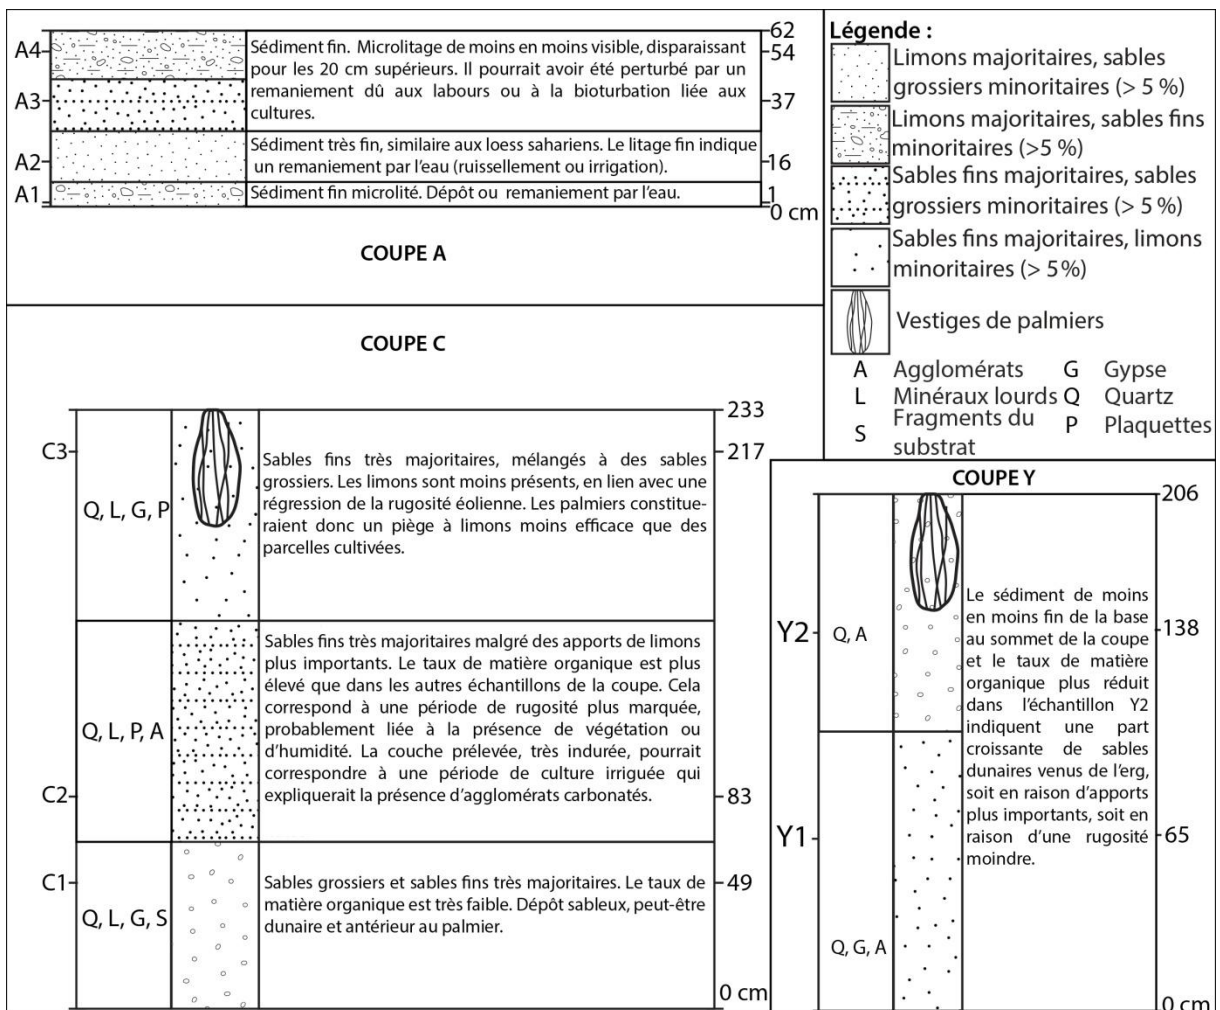 A4
A3
A2
A1
Sédiment fin. Microlitage de moins en moins visible, disparaissant
pour les 20 cm supérieurs. Il pourrait avoir été perturbé par un
remaniement dû aux labours ou à la bioturbation liée aux
cultures.
Sédiment très fin, similaire aux loess sahariens. Le litage fin indique
un remaniement par l'eau (ruissellement ou irrigation).
Sédiment fin microlité. Dépôt ou remaniement par l'eau.
62
54
37
16
1
0 cm
COUPE A
Légende :
Limons majoritaires, sables
grossiers minoritaires (> 5 %)
Limons majoritaires, sables fins
minoritaires (>5 %)
Sables fins majoritaires, sables
grossiers minoritaires (> 5 %)
Sables fins majoritaires, limons
minoritaires (> 5%)
Vestiges de palmiers
A Agglomérats G Gypse
L Minéraux lourds Q Quartz
S Fragments du
substrat
P Plaquettes
COUPE C
C3
Q, L, G, P
Sables fins très majoritaires, mélangés à des sables
grossiers. Les limons sont moins présents, en lien avec une
régression de la rugosité éolienne. Les palmiers constitue-
raient donc un piège à limons moins efficace que des
parcelles cultivées.
233
217
Q, L, P, A
C2
Sables fins très majoritaires malgré des apports de limons
plus importants. Le taux de matière organique est plus
élevé que dans les autres échantillons de la coupe. Cela
correspond à une période de rugosité plus marquée,
probablement liée à la présence de végétation ou
d'humidité. La couche prélevée, très indurée, pourrait
correspondre à une période de culture irriguée qui
expliquerait la présence d'agglomérats carbonatés.
83
C1
Q, L, G, S
Sables grossiers et sables fins très majoritaires. Le taux de
matière organique est très faible. Dépôt sableux, peut-être
dunaire et antérieur au palmier.
49
0 cm
COUPE Y
Y2
Q, A
Y1
Q, G, A
Le sédiment de moins
en moins fin de la base
au sommet de la coupe
et le taux de matière
organique plus réduit
dans l'échantillon Y2
indiquent une part
croissante de sables
dunaires venus de l'erg,
soit en raison d'apports
plus importants, soit en
raison d'une rugosité
moindre.
206
138
65
0 cm